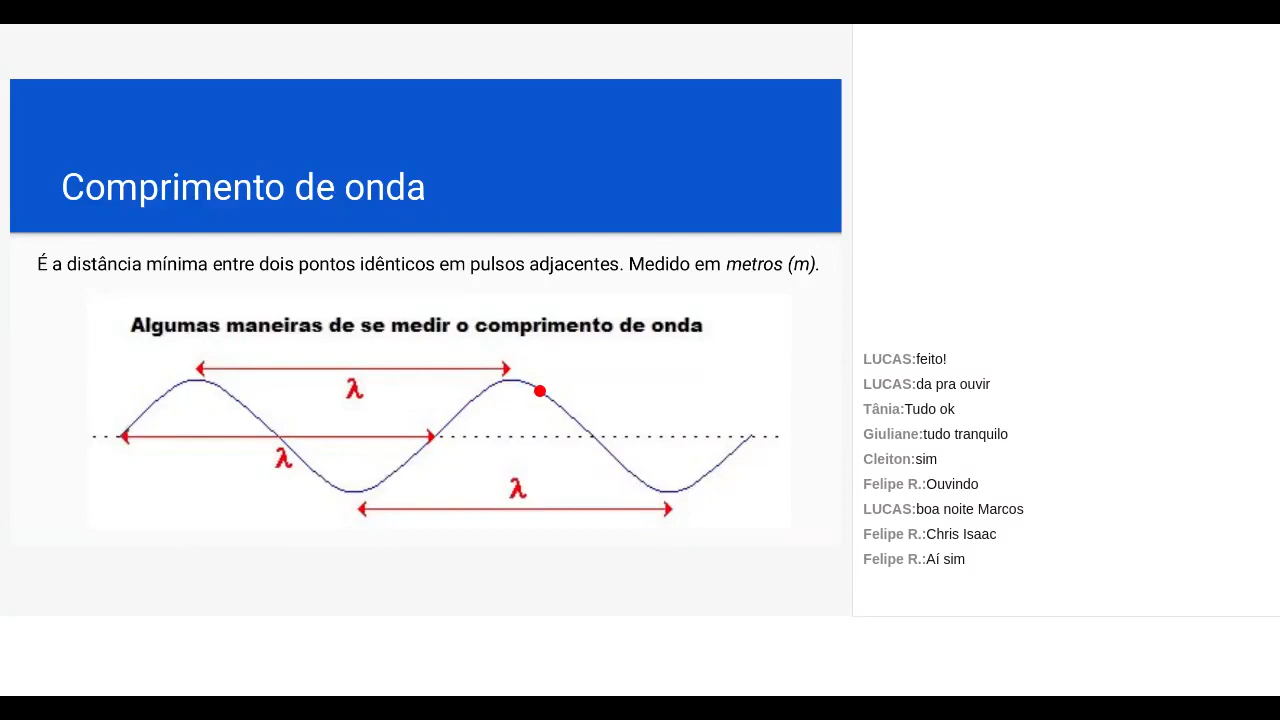 Comprimento de onda
É a distância mínima entre dois pontos idênticos em pulsos adjacentes. Medido em metros (m).
Algumas maneiras de se medir o comprimento de onda
λ
λ
λ
LUCAS:feito!
LUCAS:da pra ouvir
Tânia:Tudo ok
Giuliane:tudo tranquilo
Cleiton:sim
Felipe R.:Ouvindo
LUCAS:boa noite Marcos
Felipe R.:Chris Isaac
Felipe R.:Aí sim